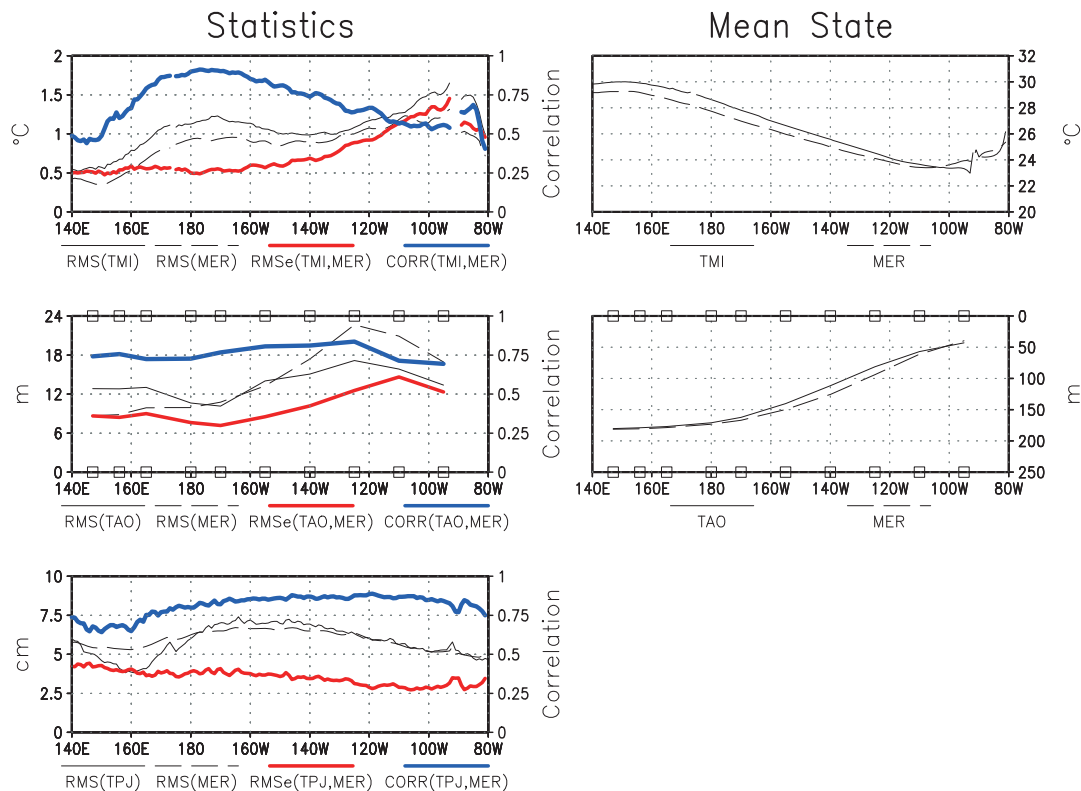 Statistics
2
1.5
1
0.5
0
°C
1
0.75
0.5
0.25
0
Correlation
140E 160E 180 160W 140W 120W 100W 80W
RMS(TMI) RMS(MER) RMSe(TMI,MER) CORR(TMI,MER)
Mean State
32
30
28
26
24
22
20
°C
140E 160E 180 160W 140W 120W 100W 80W
TMI MER
24
18
12
6
0
m
1
0.75
0.5
0.25
0
Correlation
140E 160E 180 160W 140W 120W 100W 80W
RMS(TAO) RMS(MER) RMSe(TAO,MER) CORR(TAO,MER)
0
50
100
150
200
250
m
140E 160E 180 160W 140W 120W 100W 80W
TAO MER
10
7.5
5
2.5
0
cm
1
0.75
0.5
0.25
0
Correlation
140E 160E 180 160W 140W 120W 100W 80W
RMS(TPJ) RMS(MER) RMSe(TPJ,MER) CORR(TPJ,MER)